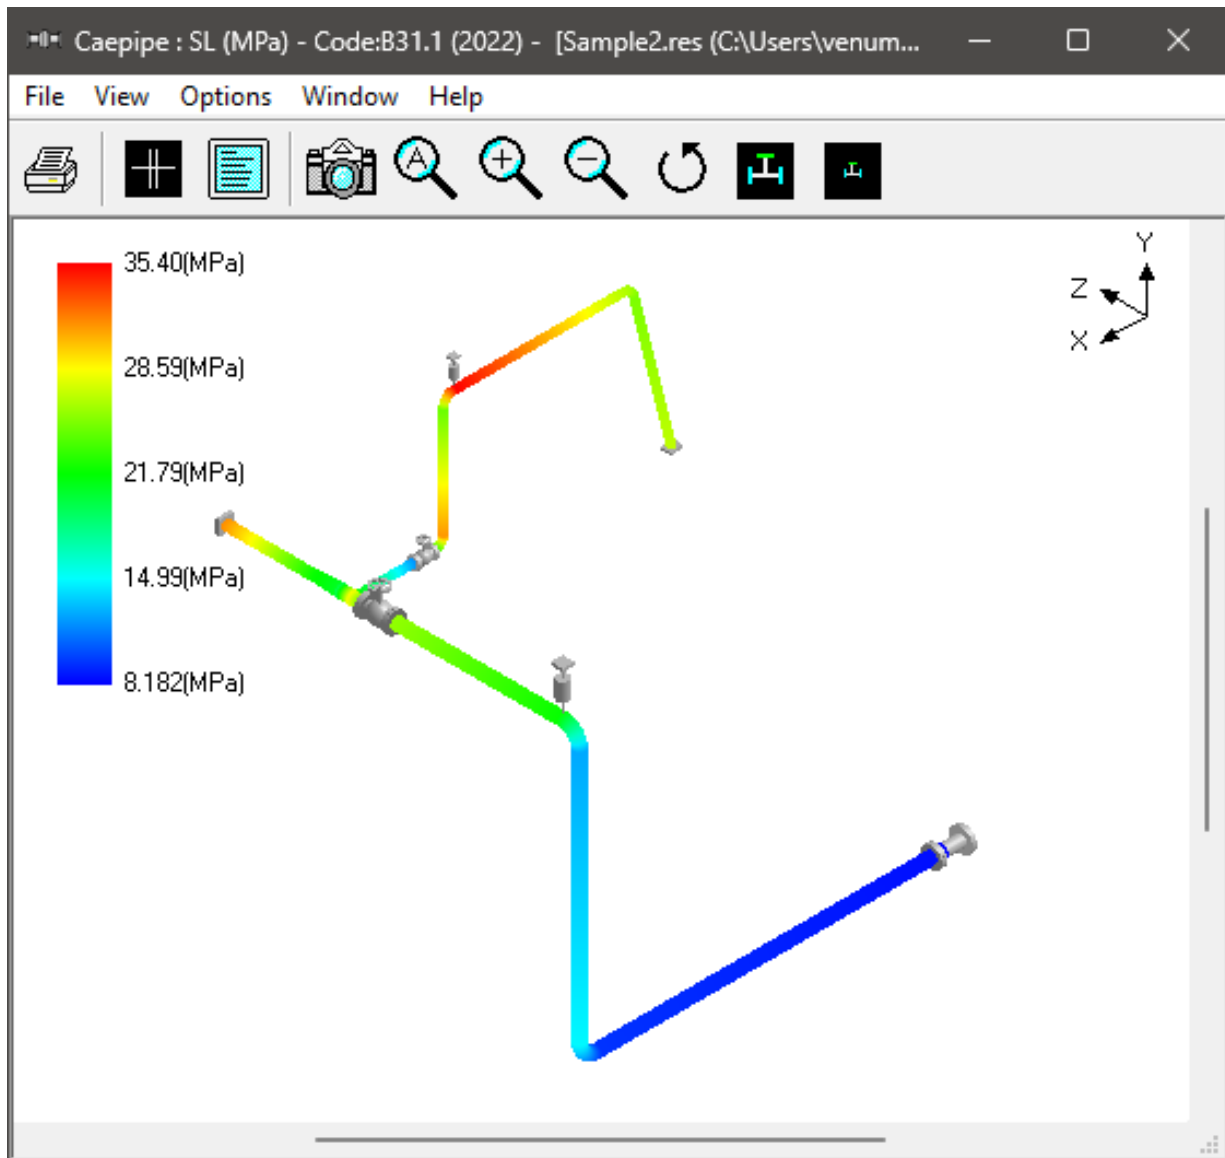 Caepipe : SL (MPa) - Code:B31.1 (2022) - [Sample2.res (C:\Users\venum...
File View Options Window Help
A
35.40(MPa)
28.59(MPa)
21.79(MPa)
14.99(MPa)
8.182(MPa)
Y
Z
X